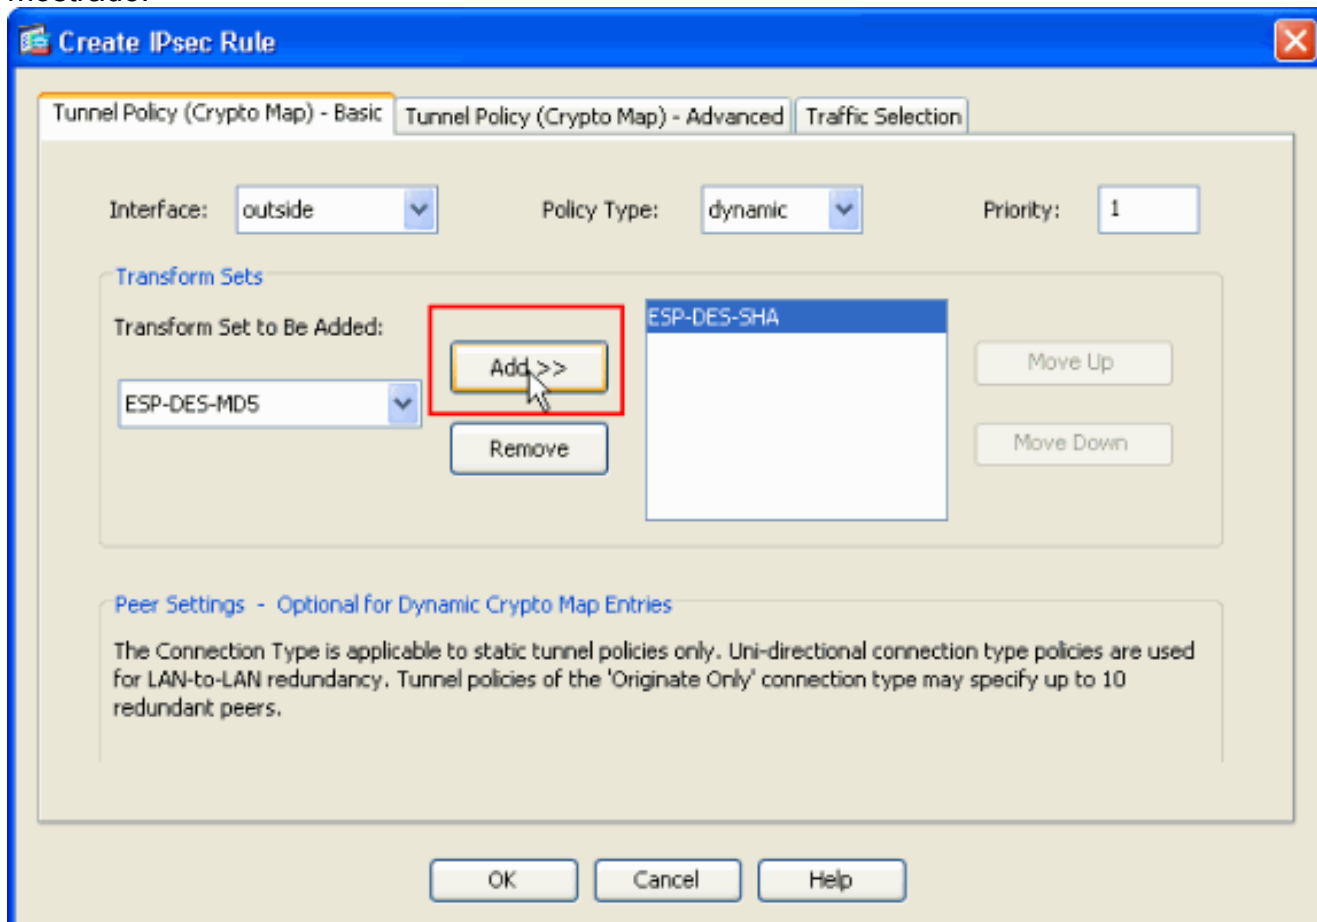 Create IPsec Rule
Tunnel Policy (Crypto Map) - Basic Tunnel Policy (Crypto Map) - Advanced Traffic Selection
Interface: outside Policy Type: dynamic Priority: 1
Transform Sets
Transform Set to Be Added:
ESP-DES-SHA
Add >>
Move Up
ESP-DES-MD5
Remove
Move Down
Peer Settings - Optional for Dynamic Crypto Map Entries
The Connection Type is applicable to static tunnel policies only. Uni-directional connection type policies are used
for LAN-to-LAN redundancy. Tunnel policies of the 'Originate Only' connection type may specify up to 10
redundant peers.
OK Cancel Help